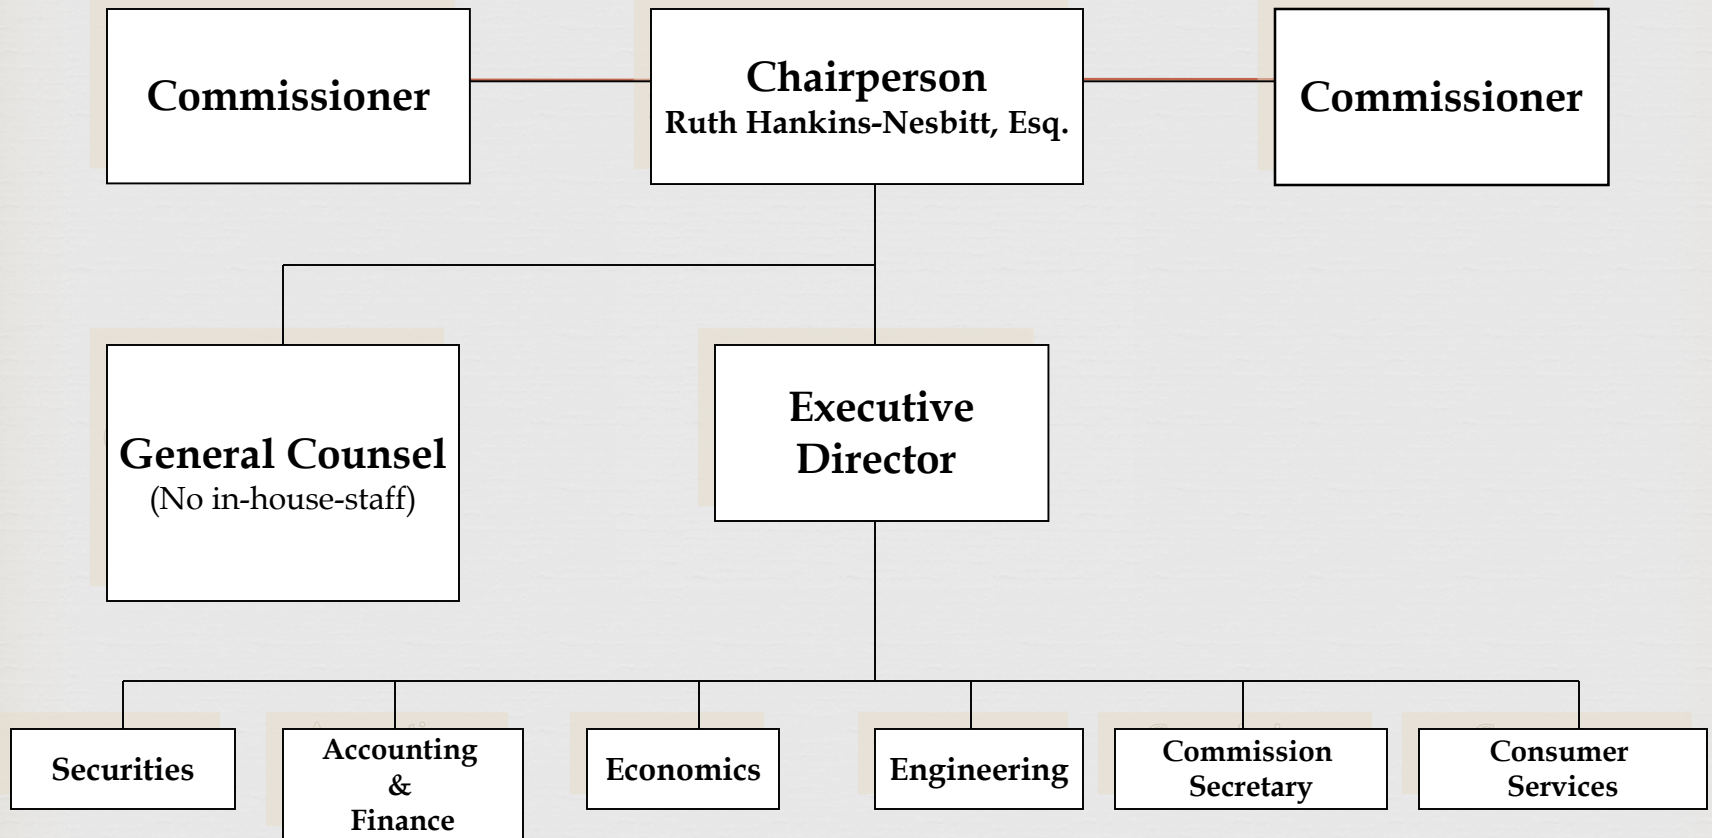 Commissioner
Chairperson
Ruth Hankins-Nesbitt, Esq.
Commissioner
General Counsel
(No in-house-staff)
Executive
Director
Securities
Accounting
&
Finance
Economics
Engineering
Commission
Secretary
Consumer
Services